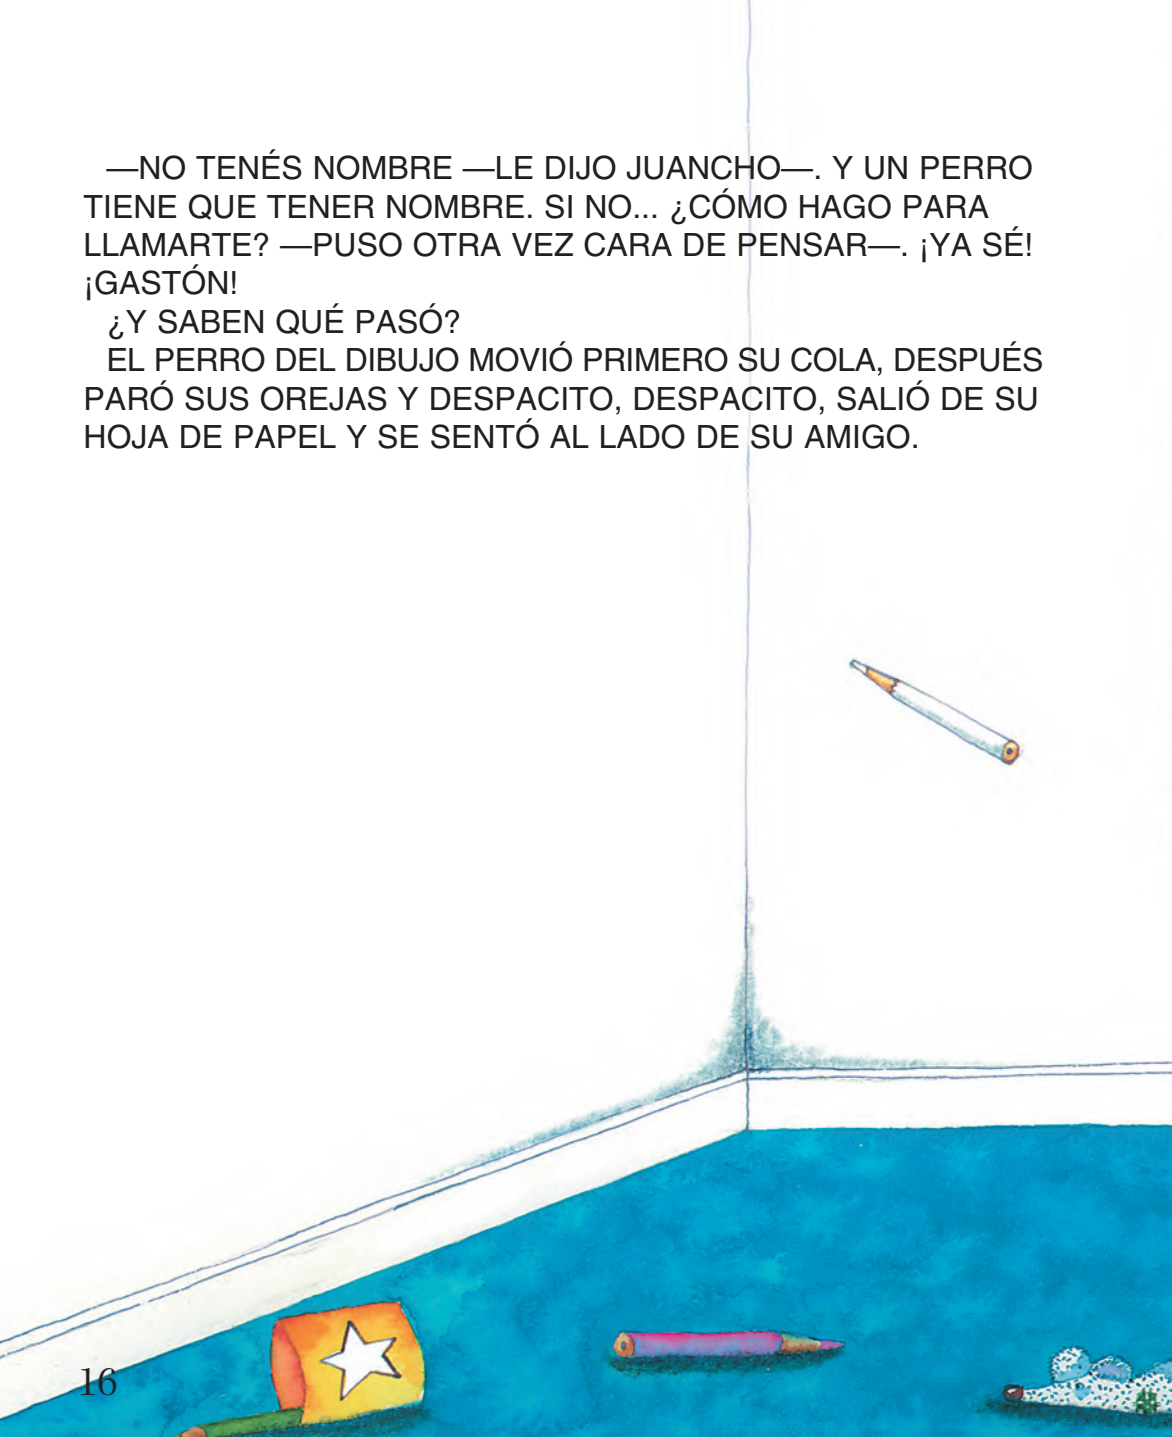 —NO TENÉS NOMBRE —LE DIJO JUANCHO—. Y UN PERRO
TIENE QUE TENER NOMBRE. SI NO... ¿CÓMO HAGO PARA
LLAMARTE? —PUSO OTRA VEZ CARA DE PENSAR—. ¡YA SÉ!
¡GASTÓN!
¿Y SABEN QUÉ PASÓ?
EL PERRO DEL DIBUJO MOVIÓ PRIMERO SU COLA, DESPUÉS
PARÓ SUS OREJAS Y DESPACITO, DESPACITO, SALIÓ DE SU
HOJA DE PAPEL Y SE SENTÓ AL LADO DE SU AMIGO.
16